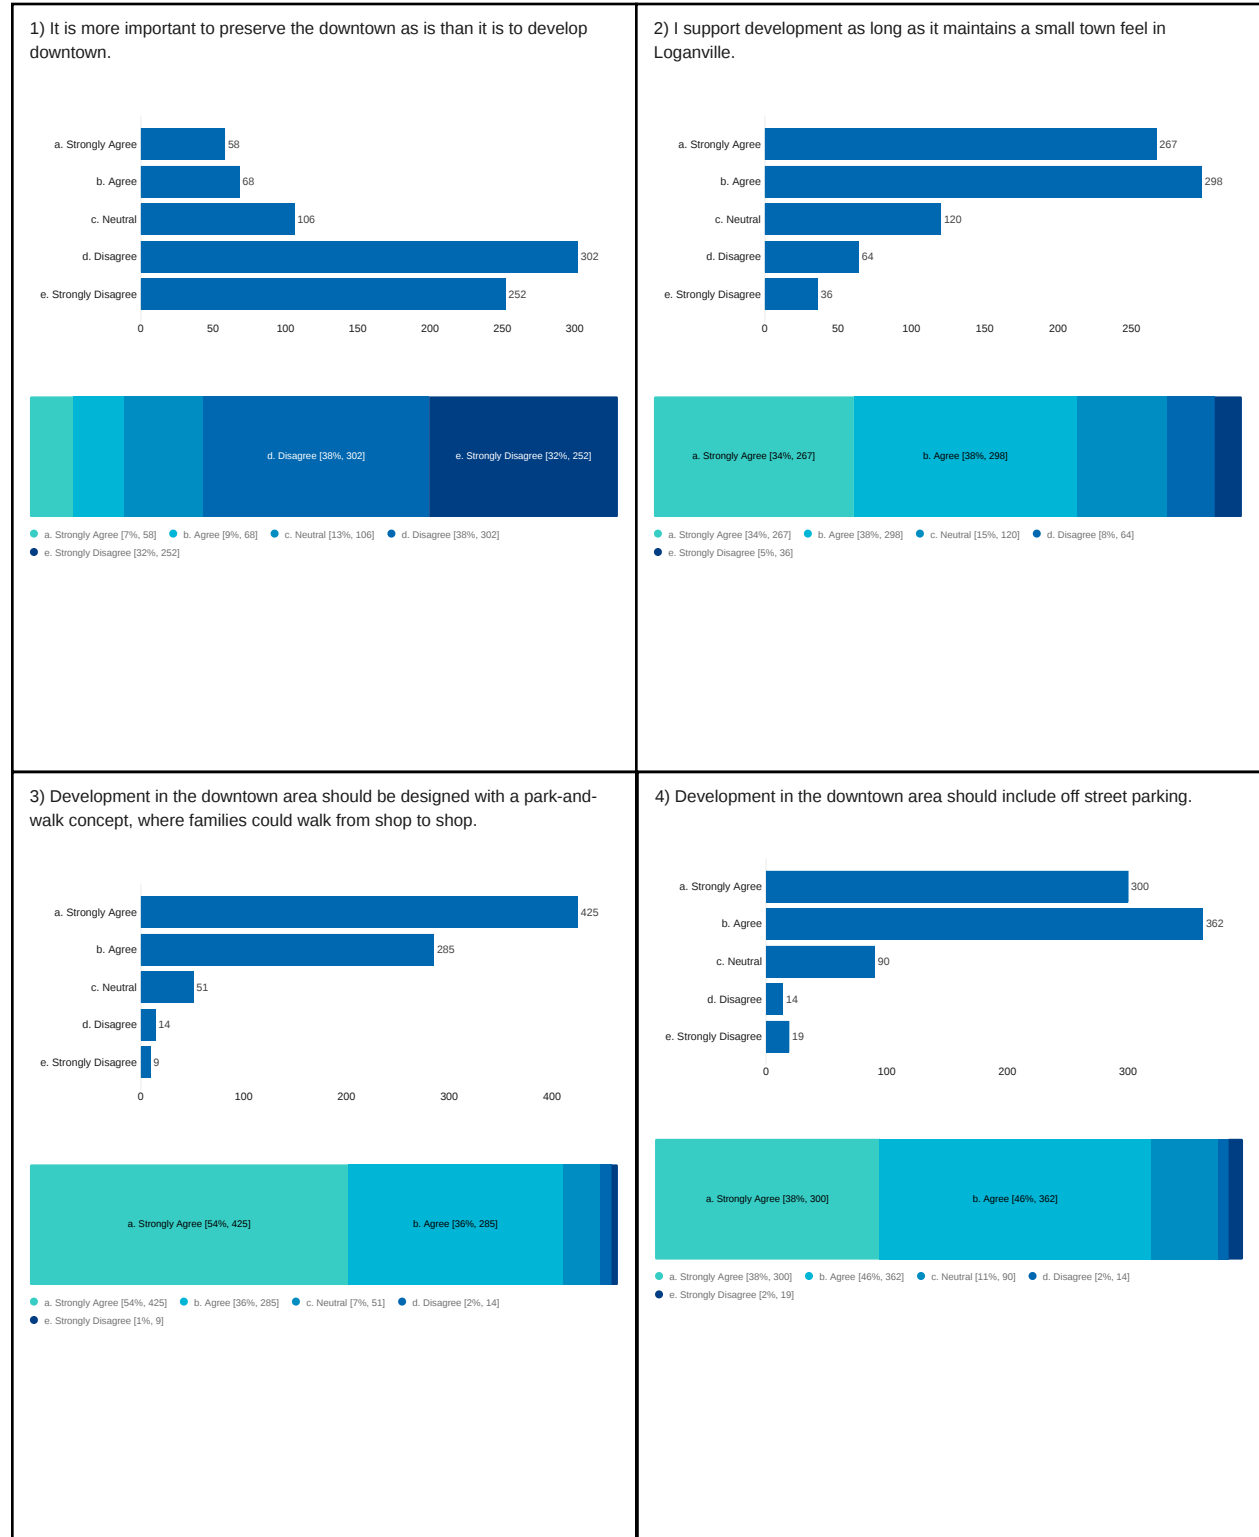 1) It is more important to preserve the downtown as is than it is to develop
downtown.
a. Strongly Agree 58
b. Agree 68
c. Neutral 106
d. Disagree 302
e. Strongly Disagree 252
0 50 100 150 200 250 300
d. Disagree [38%, 302] e. Strongly Disagree [32%, 252]
a. Strongly Agree [7%, 58] b. Agree [9%, 68] c. Neutral [13%, 106] d. Disagree [38%, 302]
e. Strongly Disagree [32%, 252]
2) I support development as long as it maintains a small town feel in
Loganville.
a. Strongly Agree 267
b. Agree 298
c. Neutral 120
d. Disagree 64
e. Strongly Disagree 36
0 50 100 150 200 250
a. Strongly Agree [34%, 267] b. Agree [38%, 298]
a. Strongly Agree [34%, 267] b. Agree [38%, 298] c. Neutral [15%, 120] d. Disagree [8%, 64]
e. Strongly Disagree [5%, 36]
3) Development in the downtown area should be designed with a park-and-
walk concept, where families could walk from shop to shop.
a. Strongly Agree 425
b. Agree 285
c. Neutral 51
d. Disagree 14
e. Strongly Disagree 9
0 100 200 300 400
a. Strongly Agree [54%, 425] b. Agree [36%, 285]
a. Strongly Agree [54%, 425] b. Agree [36%, 285] c. Neutral [7%, 51] d. Disagree [2%, 14]
e. Strongly Disagree [1%, 9]
4) Development in the downtown area should include off street parking.
a. Strongly Agree 300
b. Agree 362
c. Neutral 90
d. Disagree 14
e. Strongly Disagree 19
0 100 200 300
a. Strongly Agree [38%, 300] b. Agree [46%, 362]
a. Strongly Agree [38%, 300] b. Agree [46%, 362] c. Neutral [11%, 90] d. Disagree [2%, 14]
e. Strongly Disagree [2%, 19]